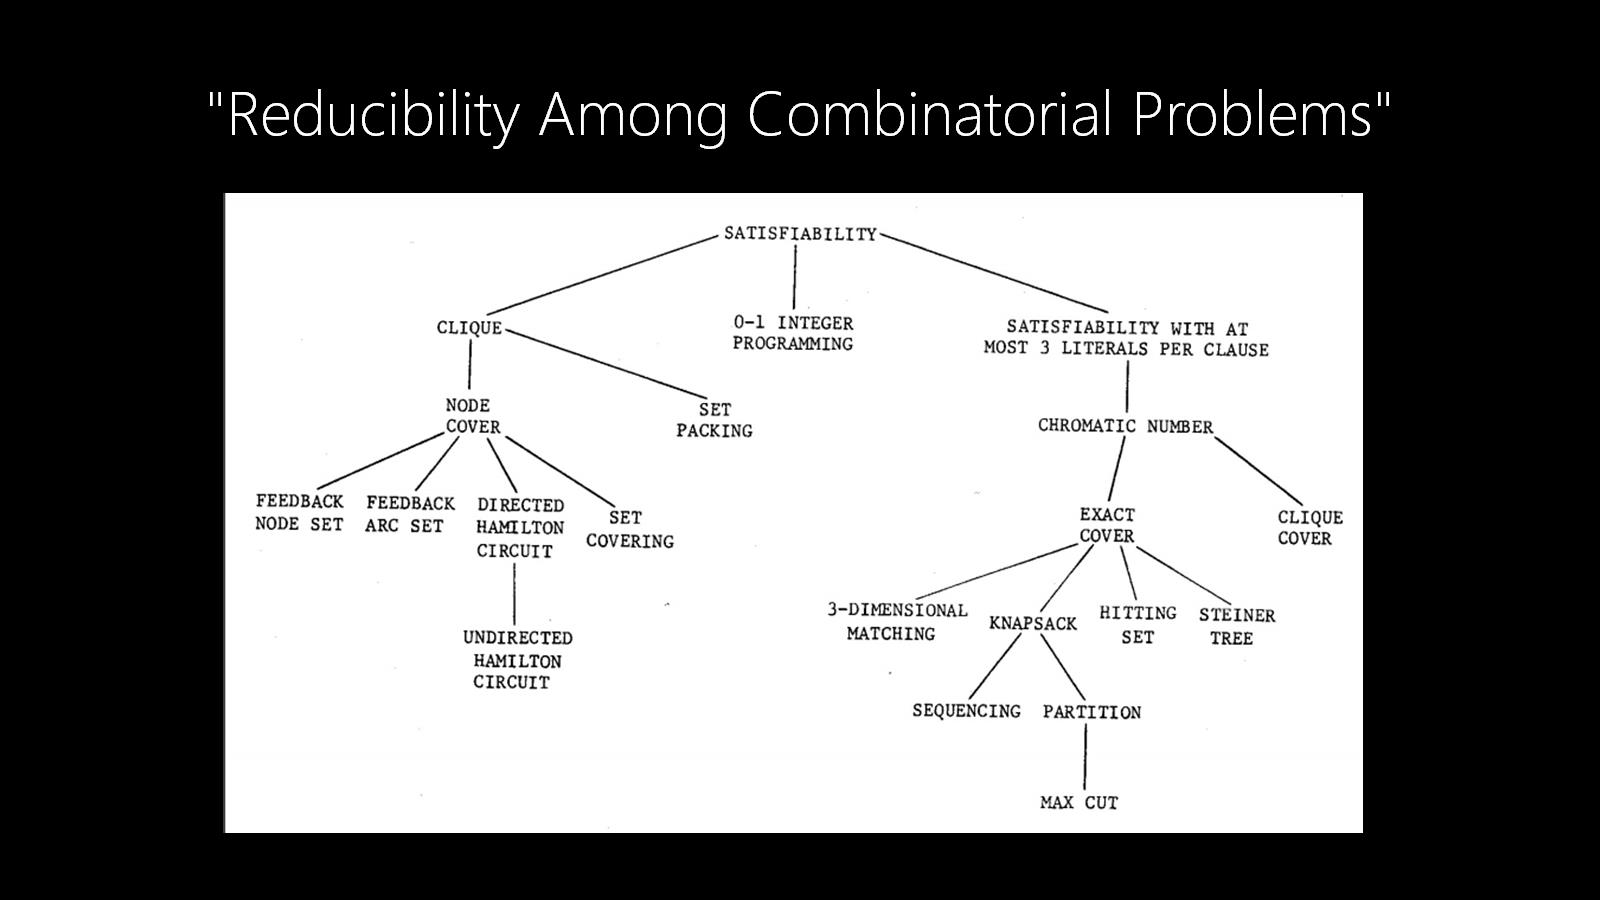 "Reducibility Among Combinatorial Problems"
SATISFIABILITY
CLIQUE
0-1 INTEGER
PROGRAMMING
SATISFIABILITY WITH AT
MOST 3 LITERALS PER CLAUSE
NODE
COVER
SET
PACKING
CHROMATIC NUMBER
FEEDBACK
NODE SET
FEEDBACK
ARC SET
DIRECTED
HAMILTON
CIRCUIT
SET
COVERING
EXACT
COVER
CLIQUE
COVER
3-DIMENSIONAL
MATCHING
KNAPSACK
HITTING
SET
STEINER
TREE
UNDIRECTED
HAMILTON
CIRCUIT
SEQUENCING
PARTITION
MAX CUT